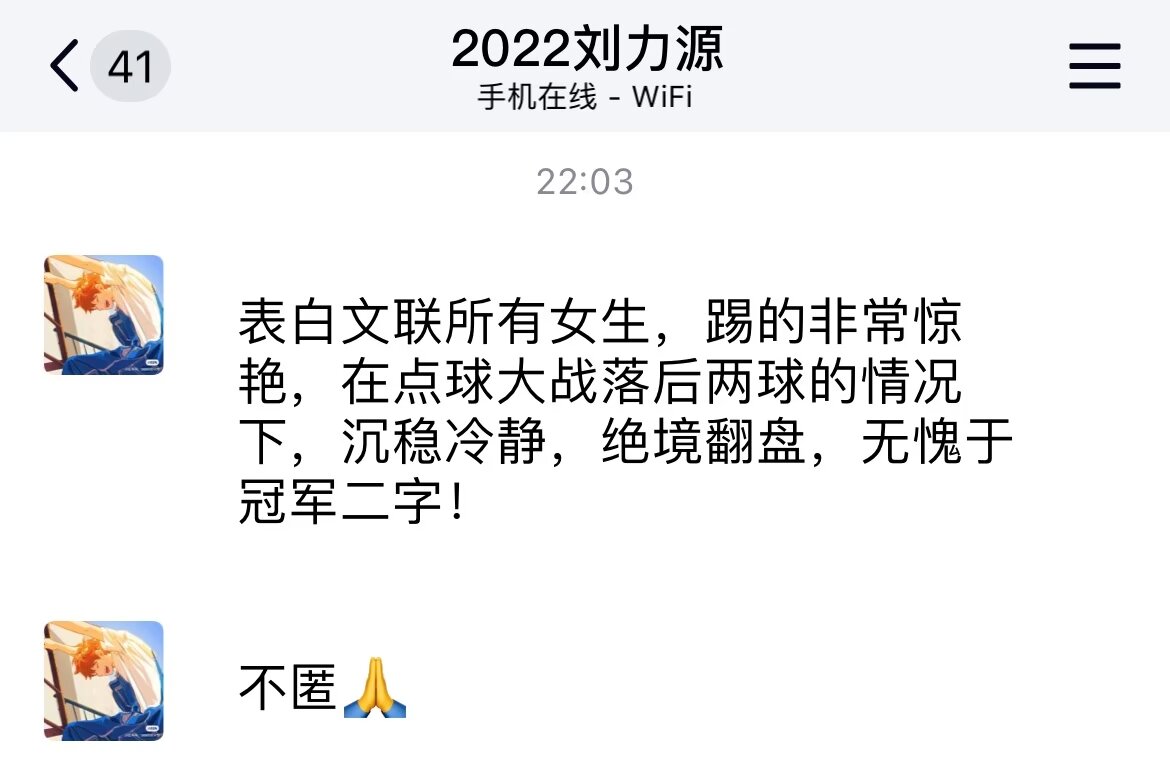 41
2022刘力源
手机在线 - WiFi
22:03
表白文联所有女生，踢的非常惊
艳，在点球大战落后两球的情况
下，沉稳冷静，绝境翻盘，无愧于
冠军二字！
不匿🙏